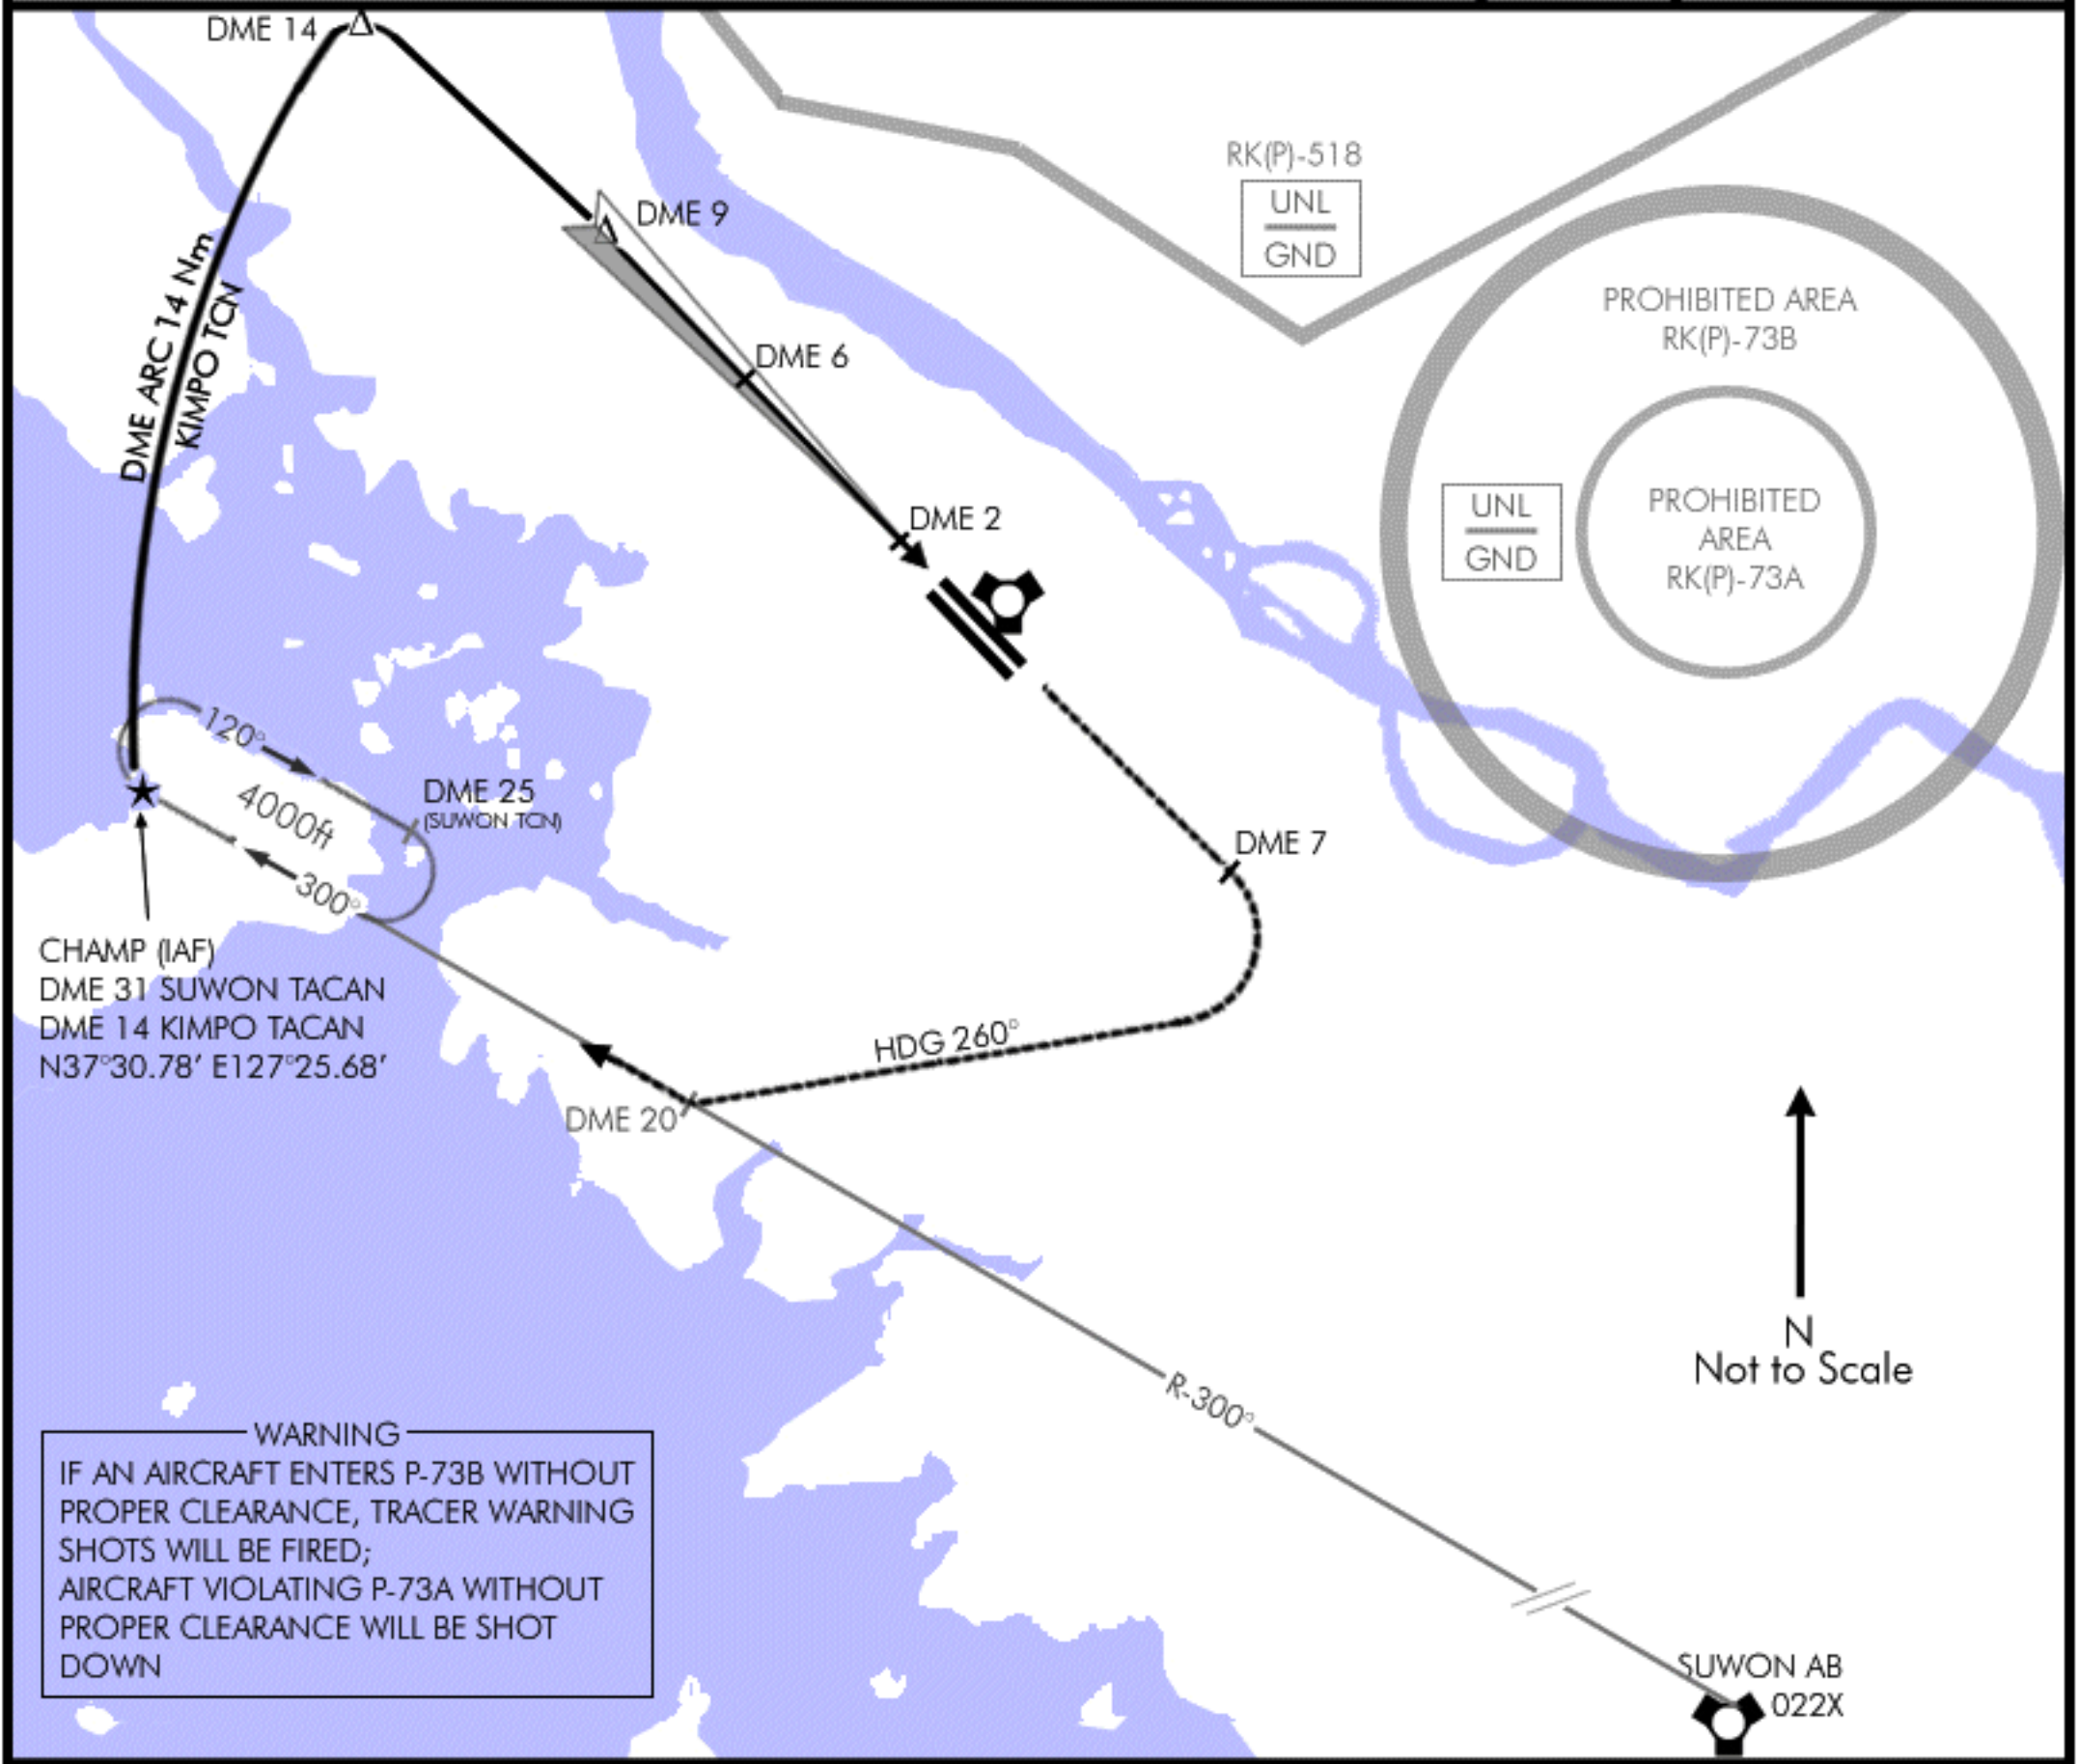 DME 14
DME 9
DME ARC 14 Nm
KIMPO TCN
DME 6
DME 2
RK(P)-518
UNL
GND
PROHIBITED AREA
RK(P)-73B
UNL
GND
PROHIBITED
AREA
RK(P)-73A
120°
4000ft
300°
DME 25
(SUWON TCN)
DME 7
CHAMP (IAF)
DME 31 SUWON TACAN
DME 14 KIMPO TACAN
N37°30.78' E127°25.68'
HDG 260°
DME 20
N
Not to Scale
R-300°
WARNING
IF AN AIRCRAFT ENTERS P-73B WITHOUT
PROPER CLEARANCE, TRACER WARNING
SHOTS WILL BE FIRED;
AIRCRAFT VIOLATING P-73A WITHOUT
PROPER CLEARANCE WILL BE SHOT
DOWN
SUWON AB
022X